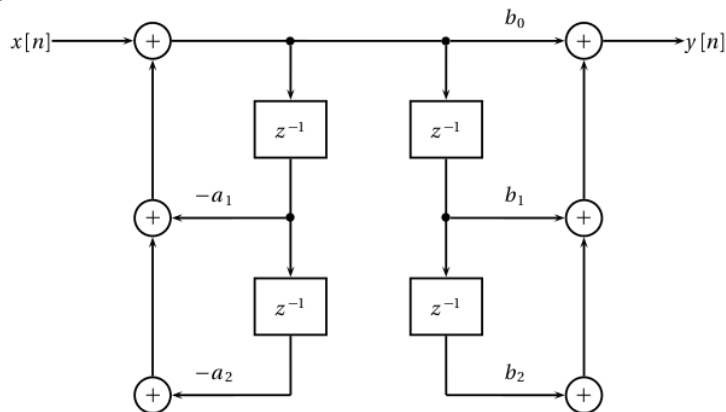 x[n] + b₀ + y[n]
z⁻¹ z⁻¹
+ −a₁ b₁ +
z⁻¹ z⁻¹
+ −a₂ b₂ +